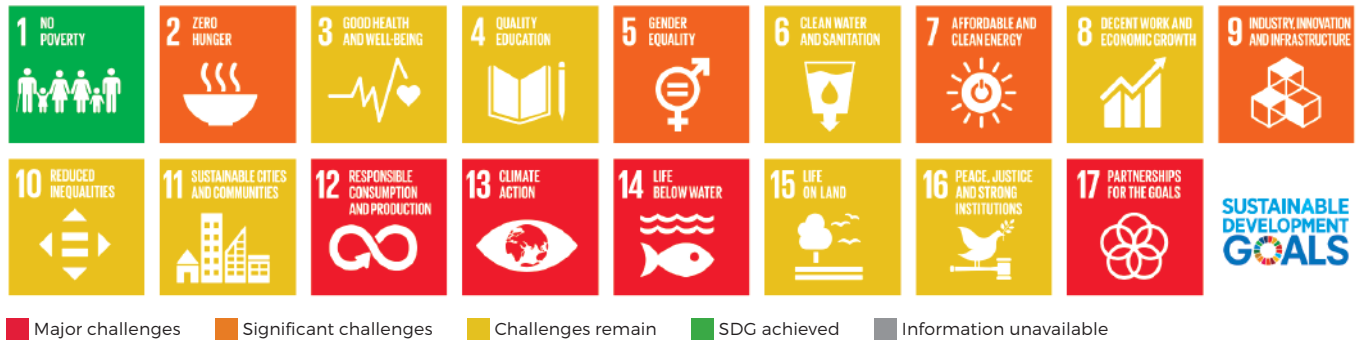 1 NO
POVERTY
2 ZERO
HUNGER
3 GOOD HEALTH
AND WELL-BEING
4 QUALITY
EDUCATION
5 GENDER
EQUALITY
6 CLEAN WATER
AND SANITATION
7 AFFORDABLE AND
CLEAN ENERGY
8 DECENT WORK AND
ECONOMIC GROWTH
9 INDUSTRY, INNOVATION
AND INFRASTRUCTURE
10 REDUCED
INEQUALITIES
11 SUSTAINABLE CITIES
AND COMMUNITIES
12 RESPONSIBLE
CONSUMPTION
AND PRODUCTION
13 CLIMATE
ACTION
14 LIFE
BELOW WATER
15 LIFE
ON LAND
16 PEACE, JUSTICE
AND STRONG
INSTITUTIONS
17 PARTNERSHIPS
FOR THE GOALS
SUSTAINABLE
DEVELOPMENT
GOALS
Major challenges
Significant challenges
Challenges remain
SDG achieved
Information unavailable